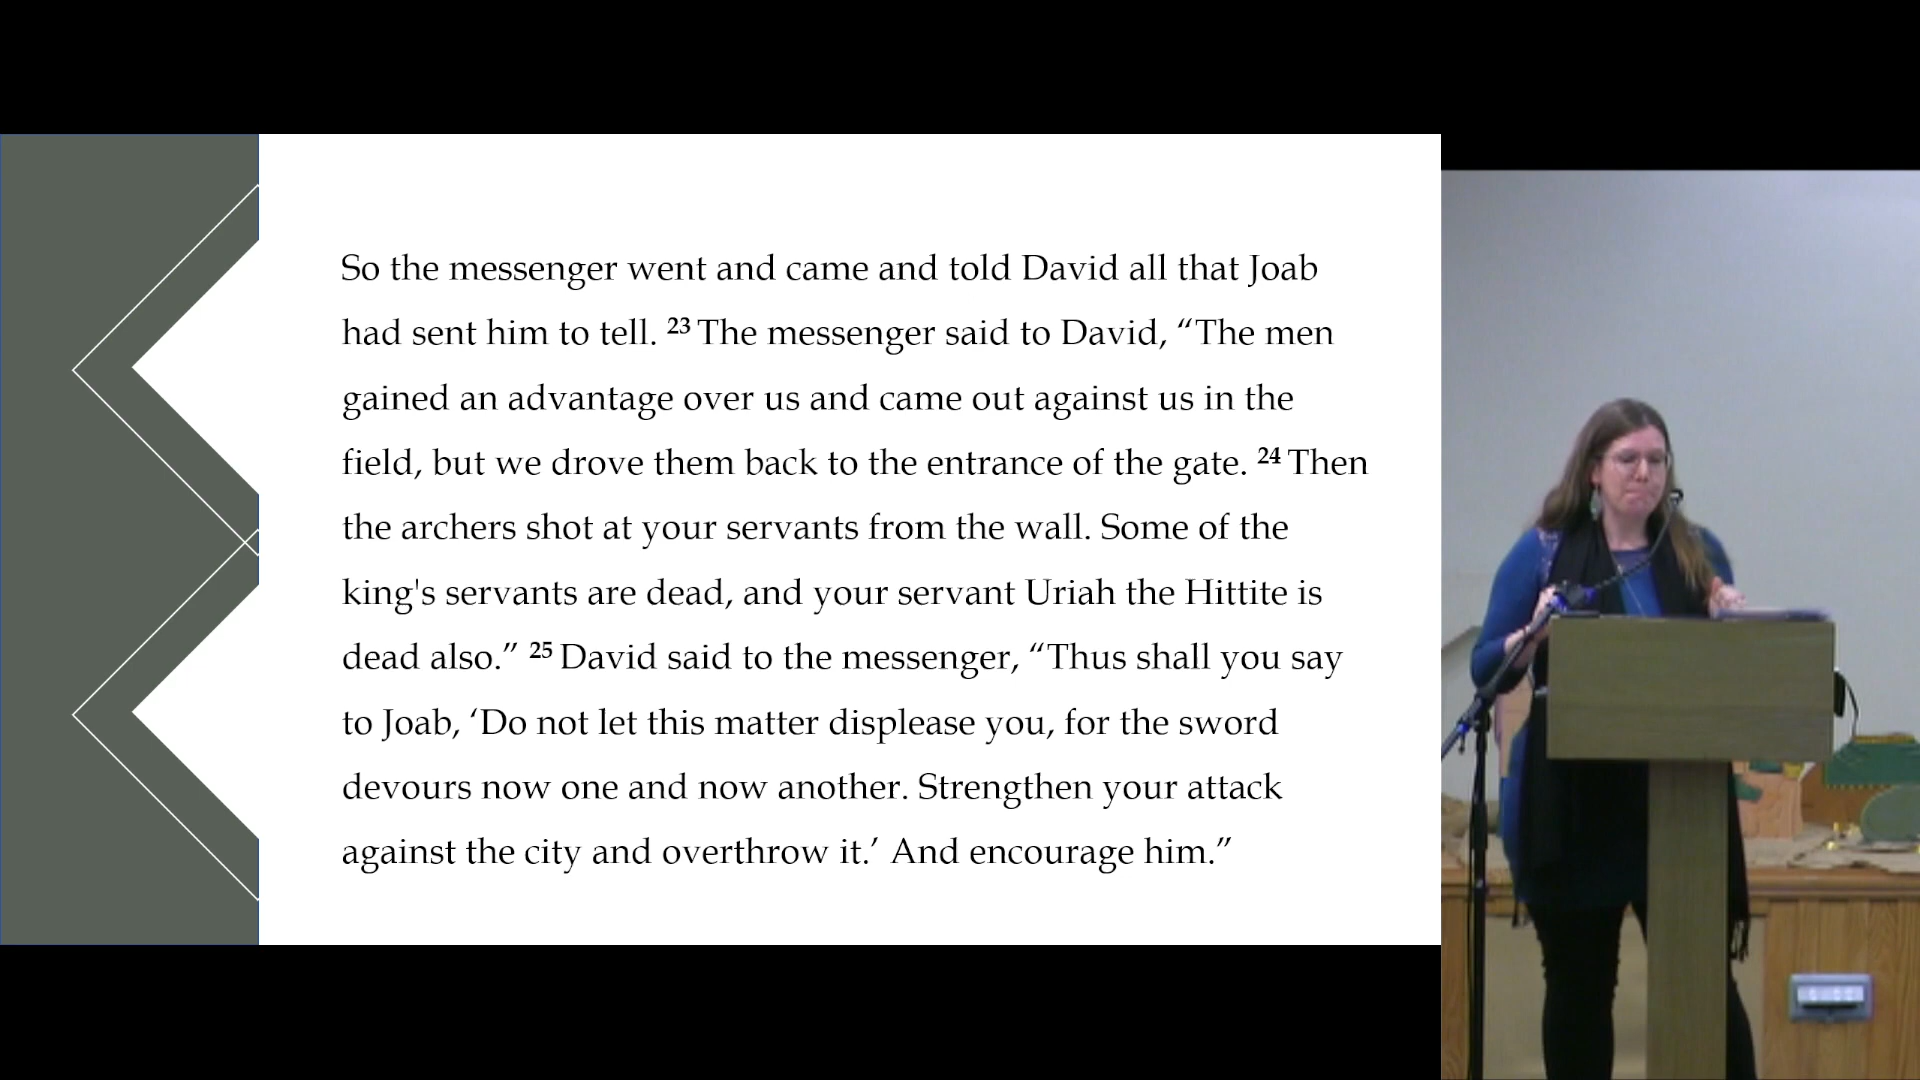 So the messenger went and came and told David all that Joab
had sent him to tell. 23 The messenger said to David, “The men
gained an advantage over us and came out against us in the
field, but we drove them back to the entrance of the gate. 24 Then
the archers shot at your servants from the wall. Some of the
king's servants are dead, and your servant Uriah the Hittite is
dead also.” 25 David said to the messenger, “Thus shall you say
to Joab, ‘Do not let this matter displease you, for the sword
devours now one and now another. Strengthen your attack
against the city and overthrow it.’ And encourage him.”